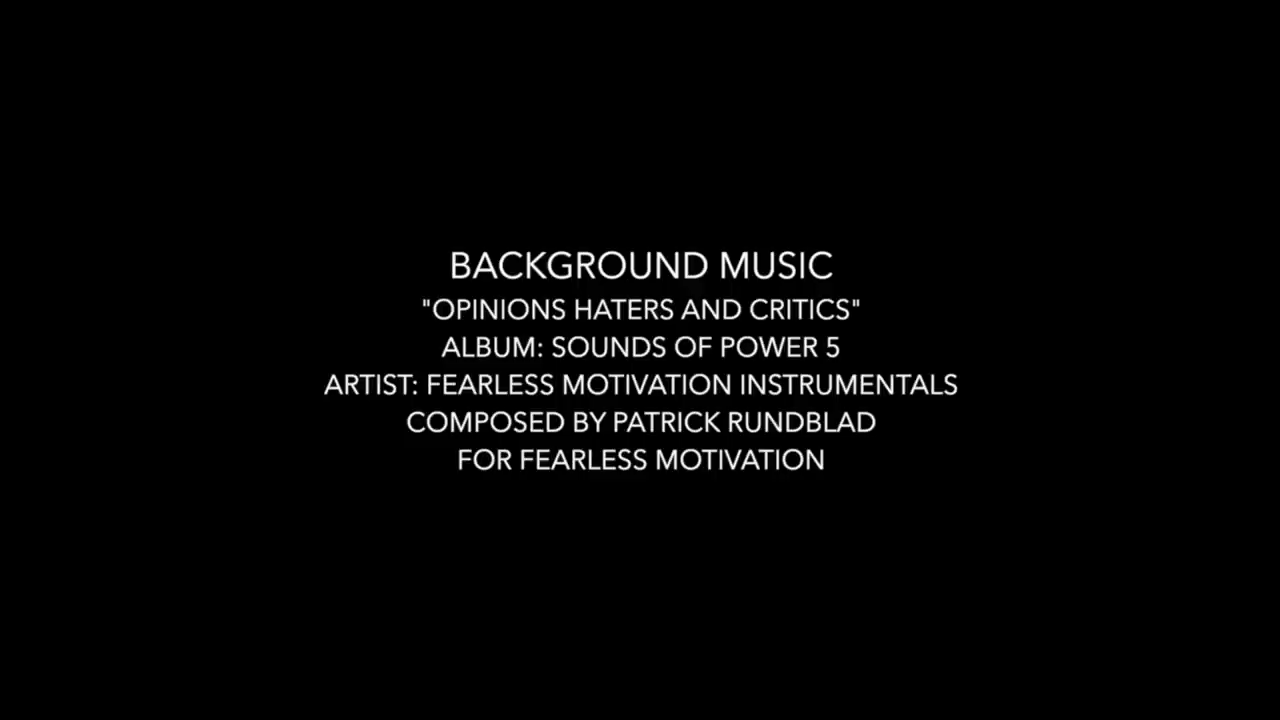 BACKGROUND MUSIC
"OPINIONS HATERS AND CRITICS"
ALBUM: SOUNDS OF POWER 5
ARTIST: FEARLESS MOTIVATION INSTRUMENTALS
COMPOSED BY PATRICK RUNDBLAD
FOR FEARLESS MOTIVATION